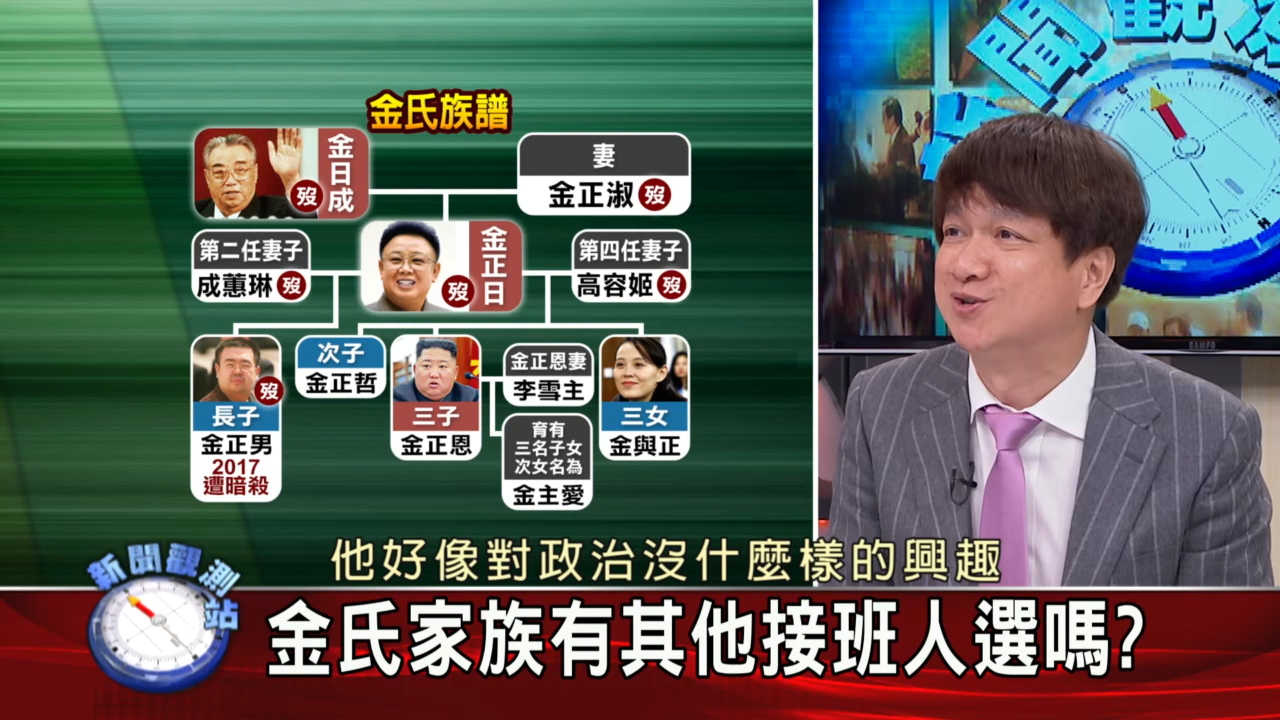 金氏族譜
金日成
歿
妻
金正淑 歿
第二任妻子
成蕙琳 歿
金正日
歿
第四任妻子
高容姬 歿
歿
長子
金正男
2017
遭暗殺
次子
金正哲
三子
金正恩
金正恩妻
李雪主
育有
三名子女
次女名為
金主愛
三女
金與正
聞觀
SAMPO
他好像對政治沒什麼樣的興趣
新聞觀測站
金氏家族有其他接班人選嗎?